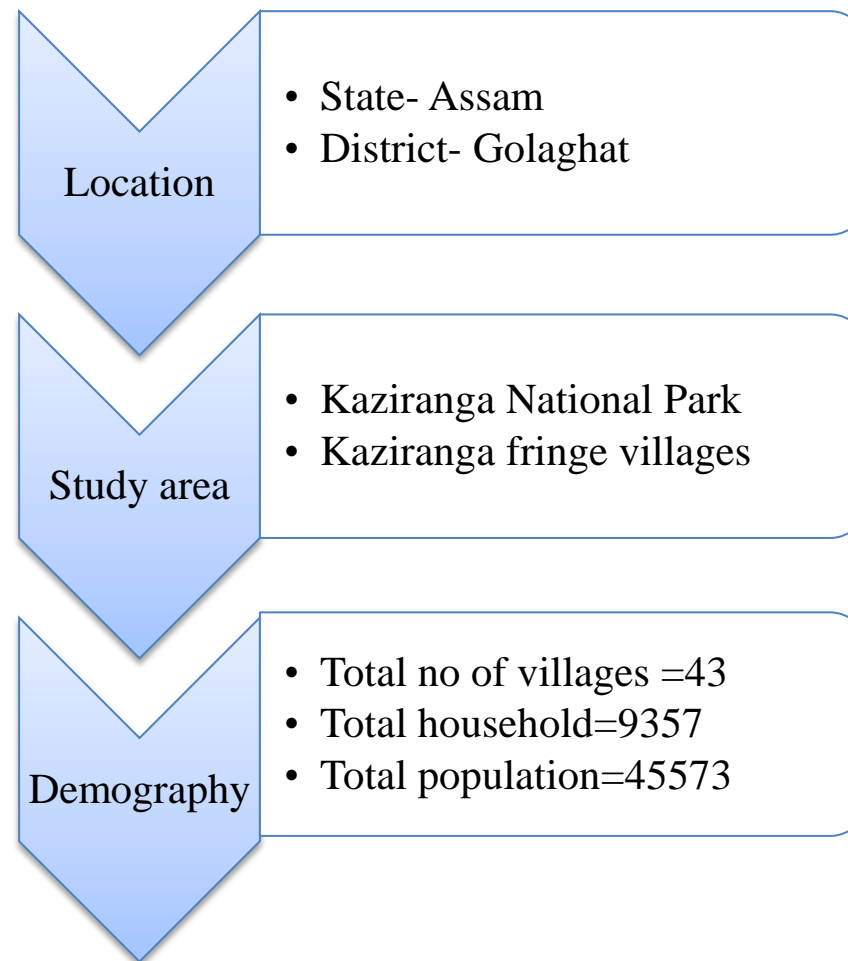 Location
• State- Assam
• District- Golaghat
Study area
• Kaziranga National Park
• Kaziranga fringe villages
Demography
• Total no of villages =43
• Total household=9357
• Total population=45573